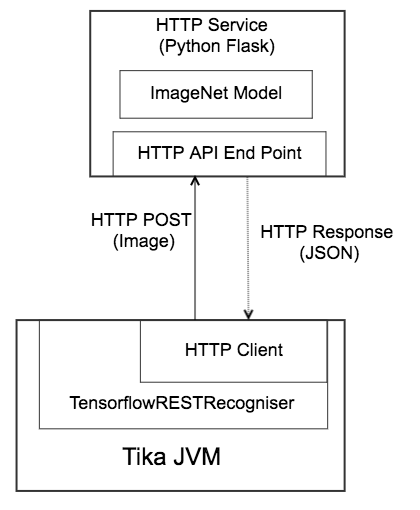 HTTP Service
(Python Flask)
ImageNet Model
HTTP API End Point
HTTP POST
(Image)
HTTP Response
(JSON)
HTTP Client
TensorflowRESTRecogniser
Tika JVM